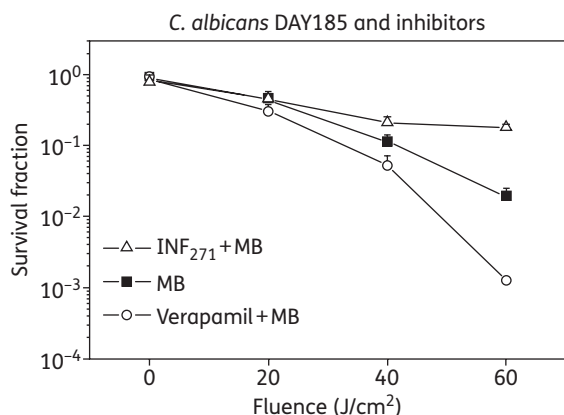 C. albicans DAY185 and inhibitors
Survival fraction
10⁰
10⁻¹
10⁻²
10⁻³
10⁻⁴
INF₂₇₁ + MB
MB
Verapamil + MB
0 20 40 60
Fluence (J/cm²)